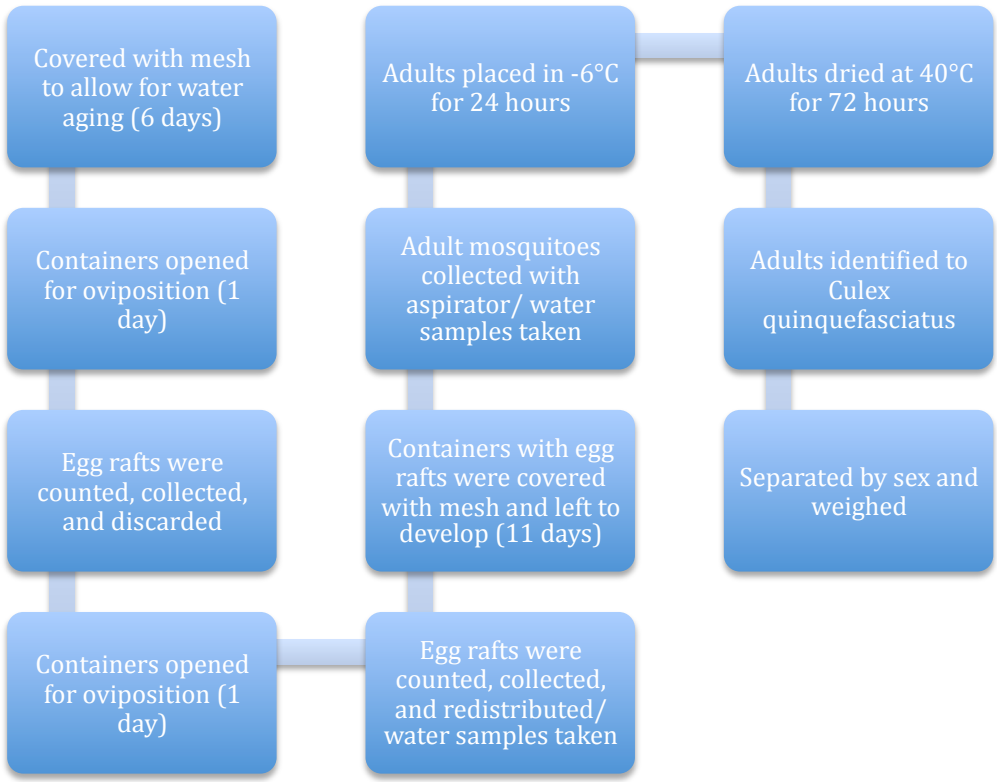 Covered with mesh
to allow for water
aging (6 days)
Containers opened
for oviposition (1
day)
Egg rafts were
counted, collected,
and discarded
Containers opened
for oviposition (1
day)
Egg rafts were
counted, collected,
and redistributed/
water samples taken
Containers with egg
rafts were covered
with mesh and left to
develop (11 days)
Adult mosquitoes
collected with
aspirator/ water
samples taken
Adults placed in -6°C
for 24 hours
Adults dried at 40°C
for 72 hours
Adults identified to
Culex
quinquefasciatus
Separated by sex and
weighed